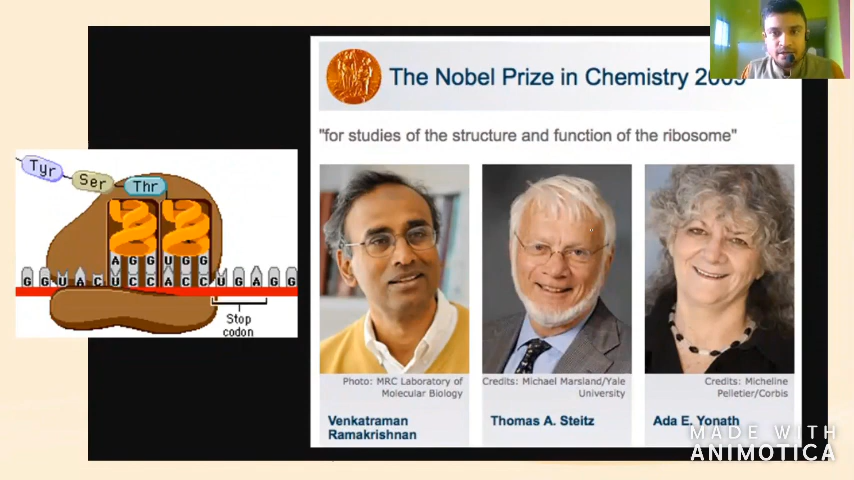 The Nobel Prize in Chemistry 2009
"for studies of the structure and function of the ribosome"
Tyr
Ser
Thr
A G G U G G
G G U A C U C C A C C U G A G G
Stop
codon
Photo: MRC Laboratory of
Molecular Biology
Credits: Michael Marsland/Yale
University
Credits: Micheline
Pelletier/Corbis
Venkatraman
Ramakrishnan
Thomas A. Steitz
Ada E. Yonath
MADE WITH
ANIMOTICA